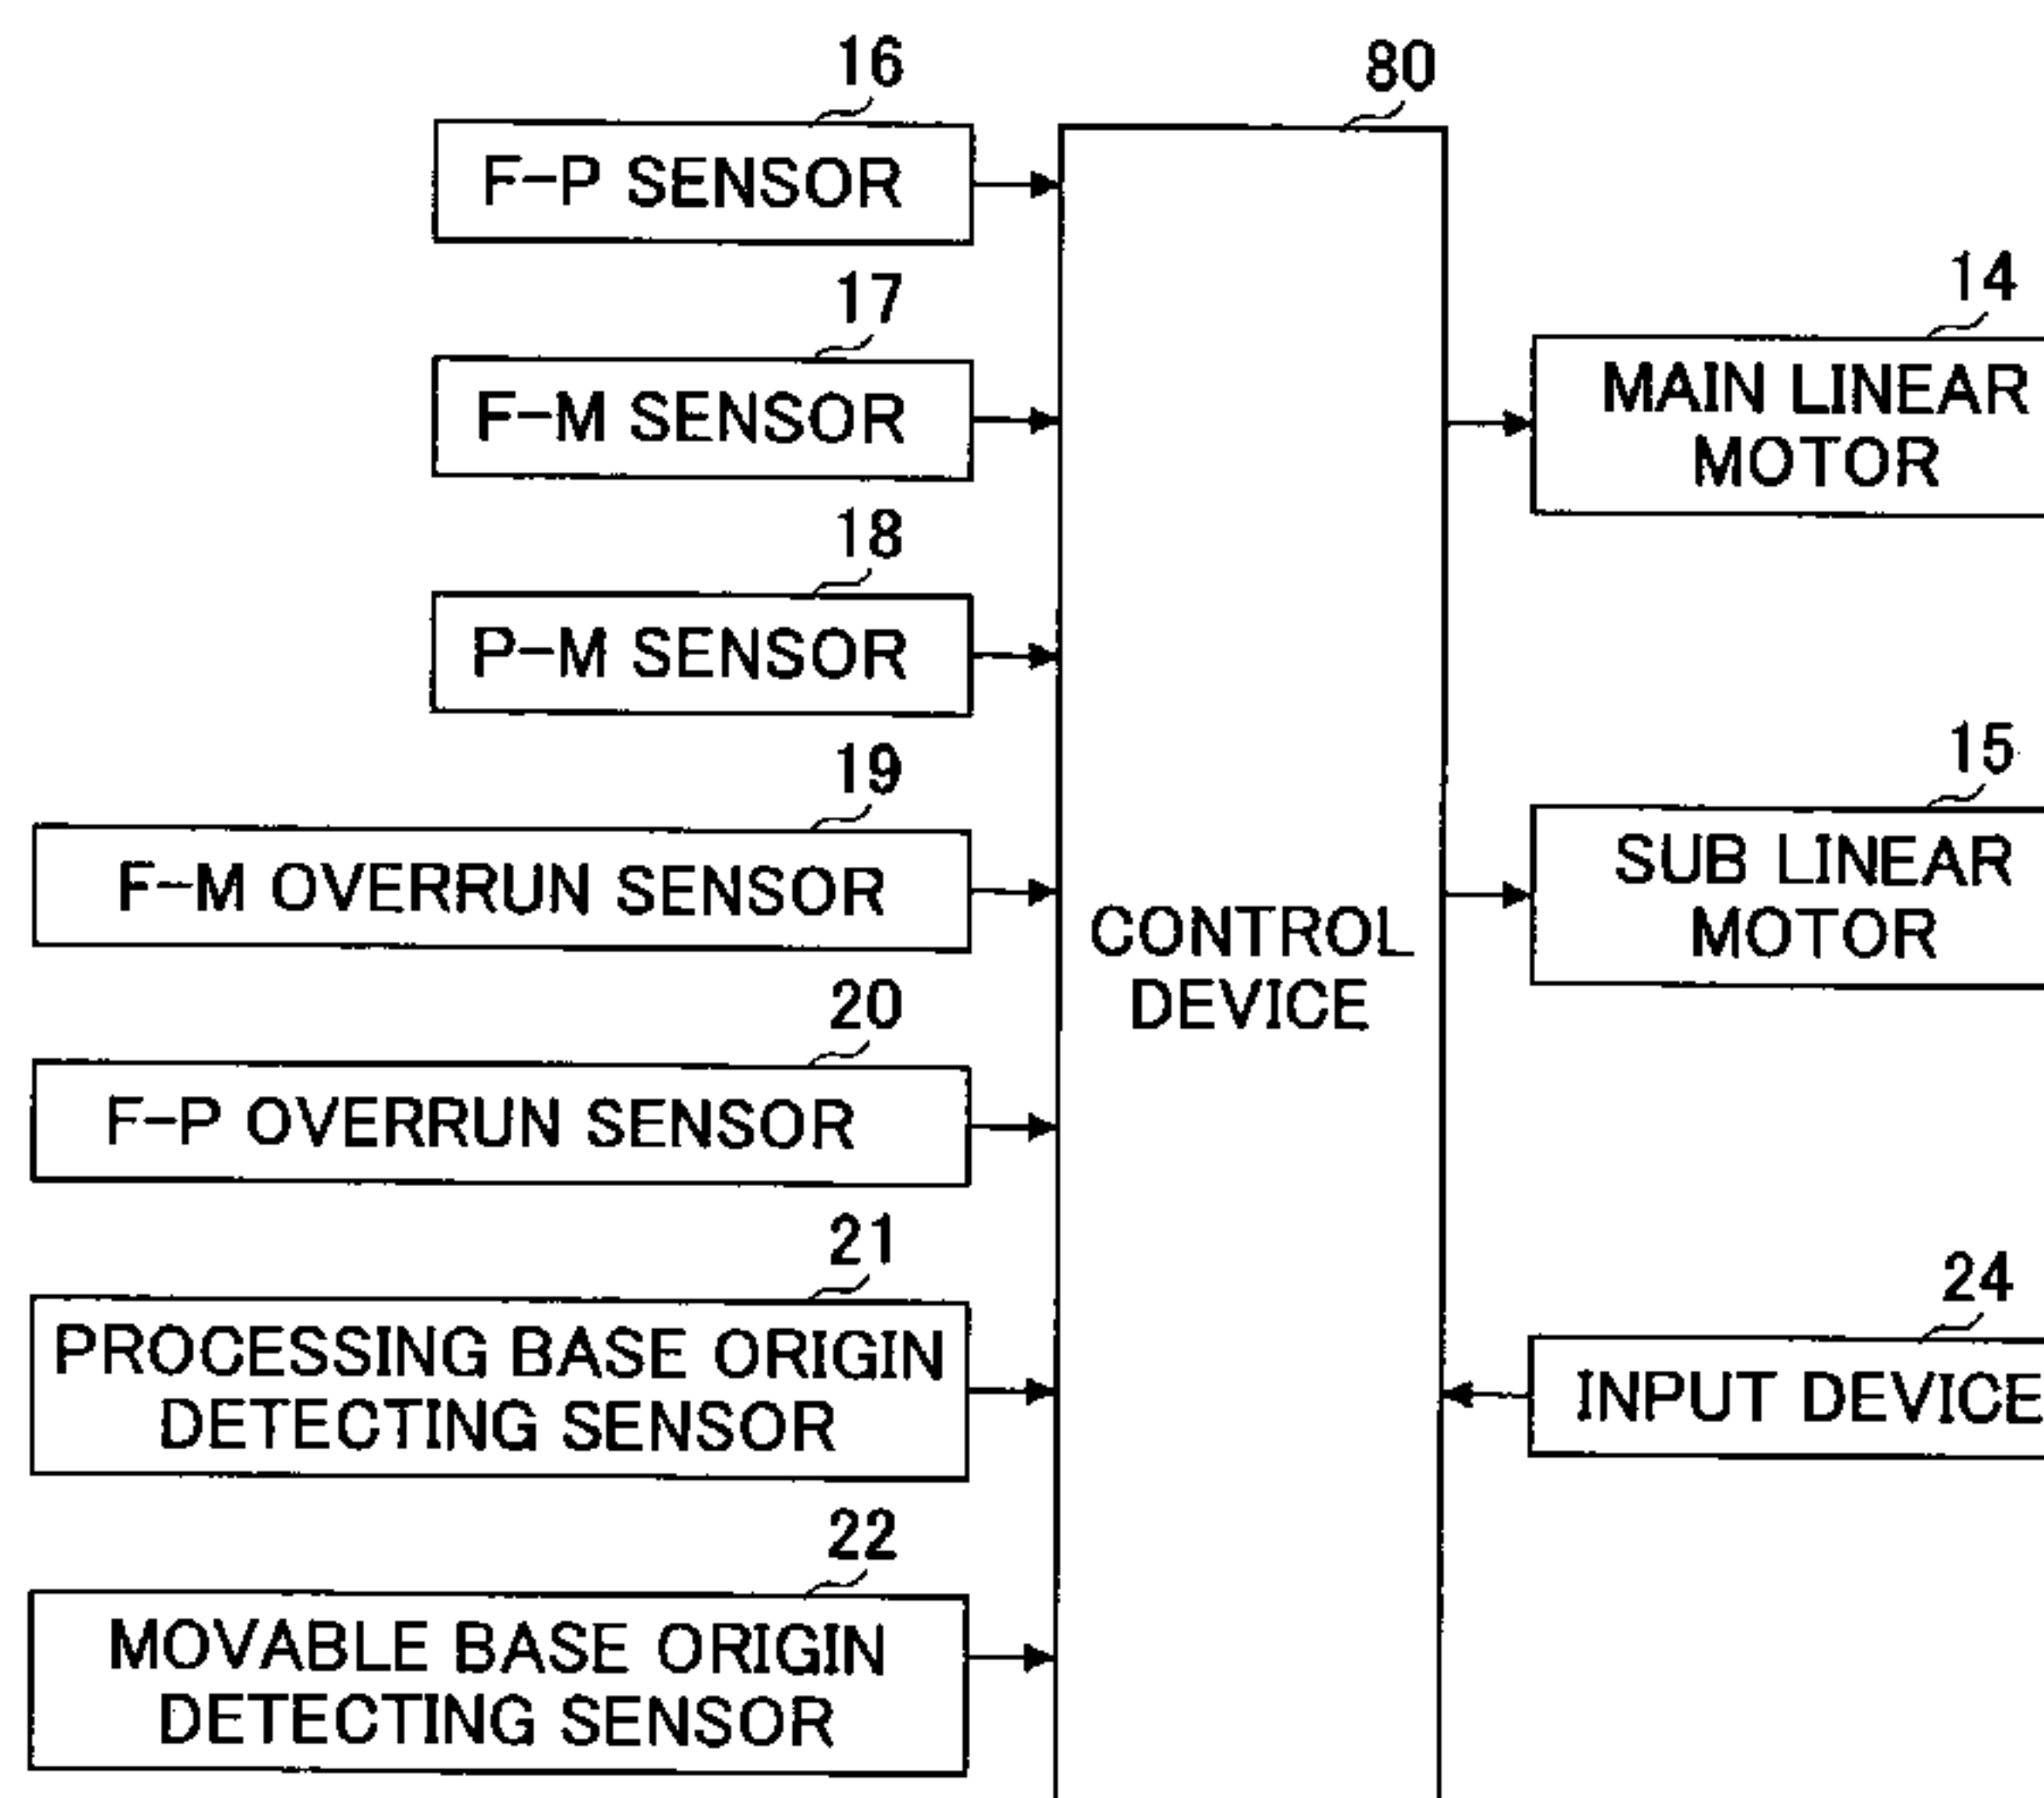 16
F-P SENSOR
17
F-M SENSOR
18
P-M SENSOR
19
F-M OVERRUN SENSOR
20
F-P OVERRUN SENSOR
21
PROCESSING BASE ORIGIN
DETECTING SENSOR
22
MOVABLE BASE ORIGIN
DETECTING SENSOR
80
CONTROL
DEVICE
14
MAIN LINEAR
MOTOR
15
SUB LINEAR
MOTOR
24
INPUT DEVICE